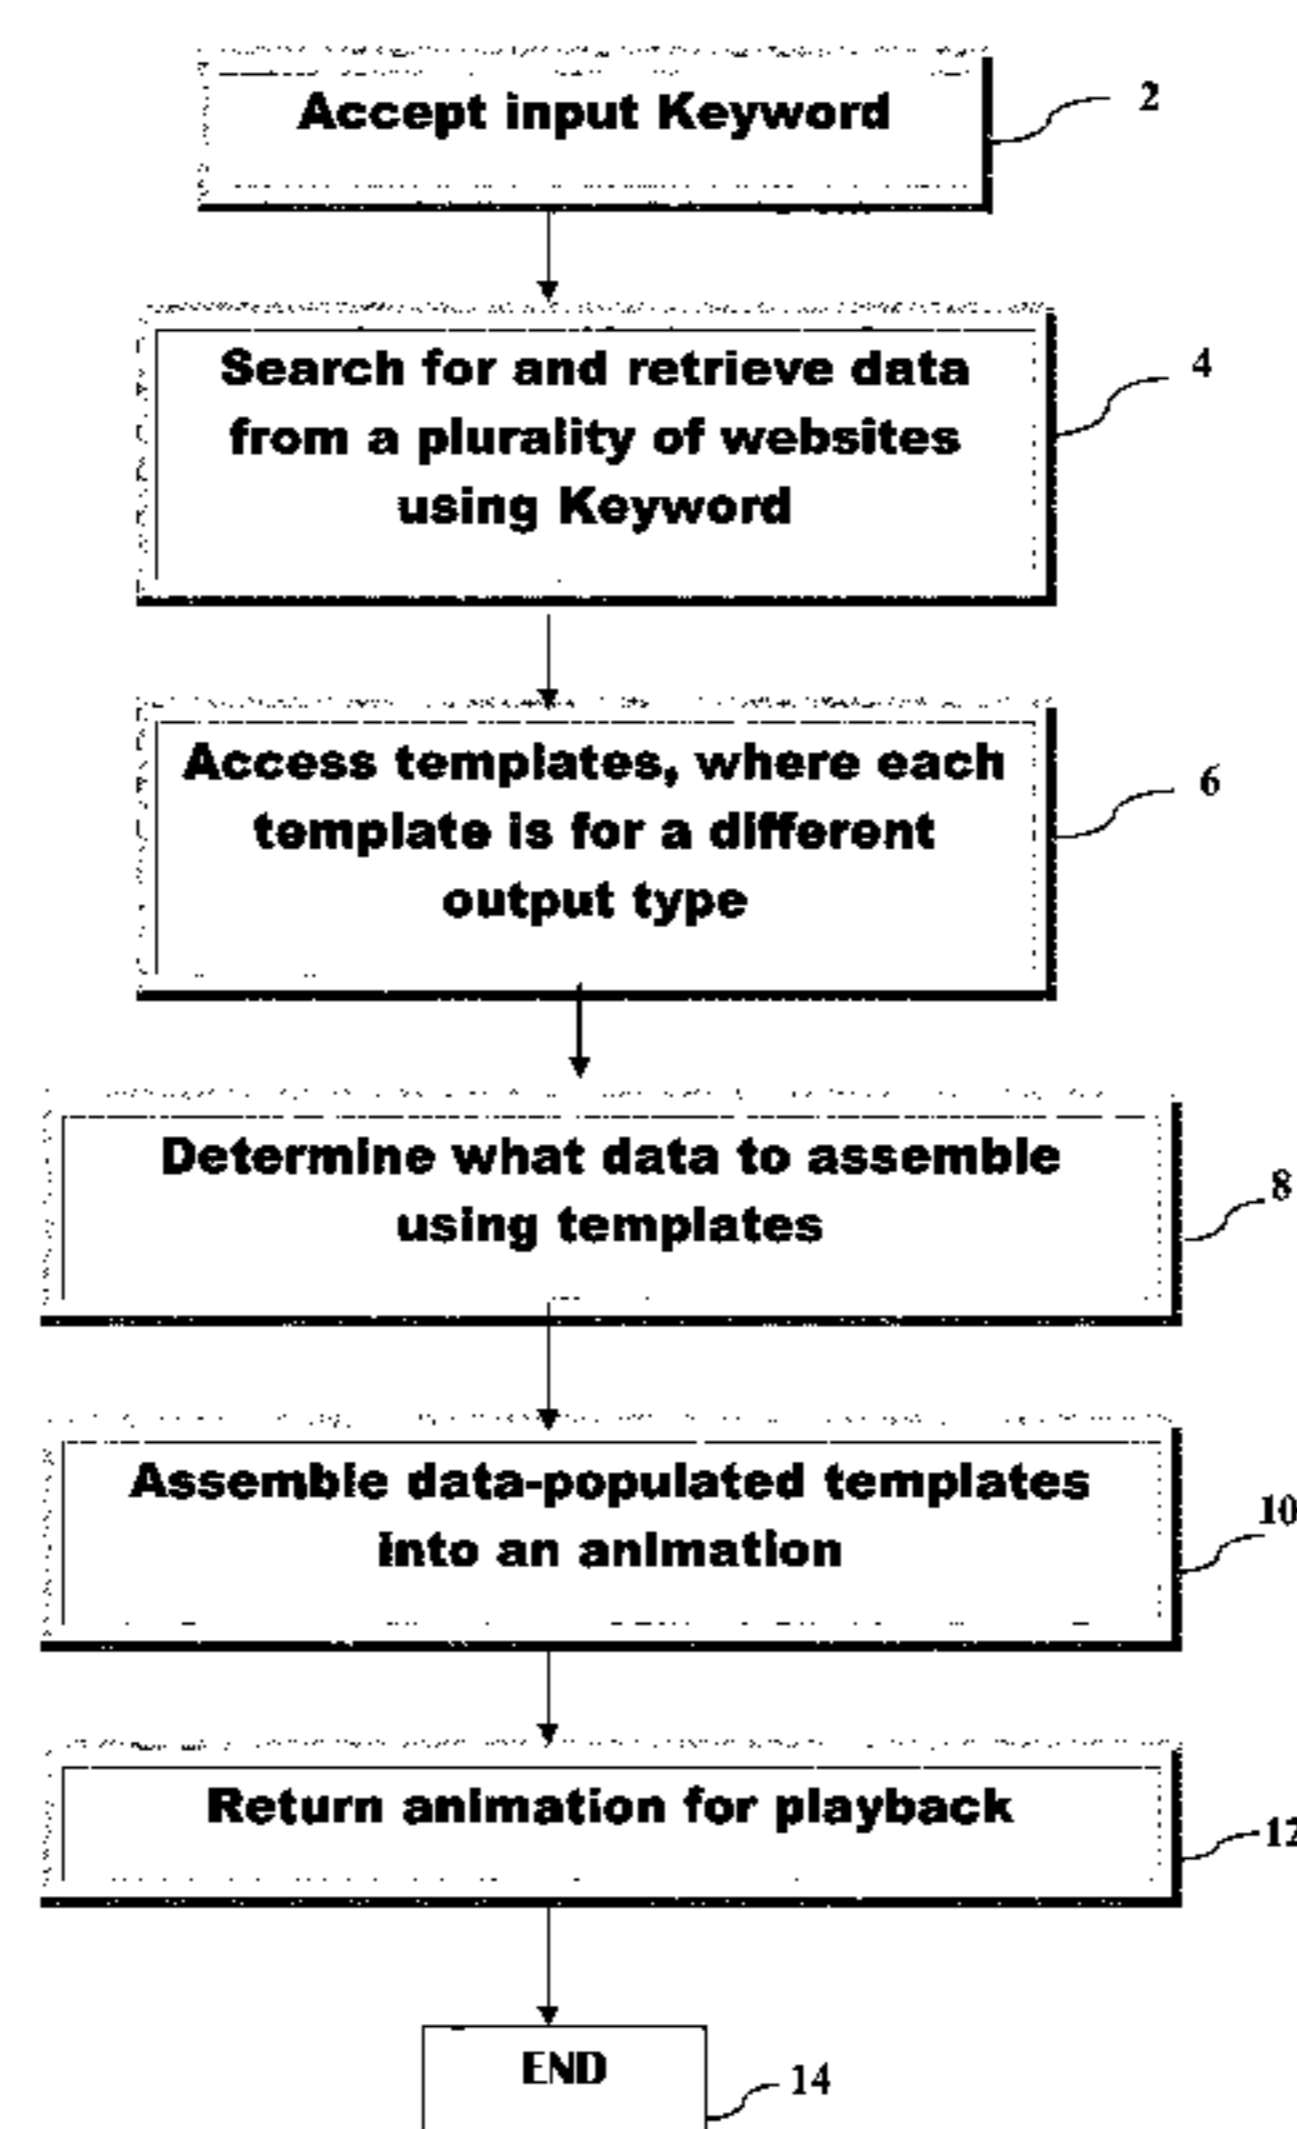 Accept input Keyword
2
Search for and retrieve data
from a plurality of websites
using Keyword
4
Access templates, where each
template is for a different
output type
6
Determine what data to assemble
using templates
8
Assemble data-populated templates
into an animation
10
Return animation for playback
12
END
14